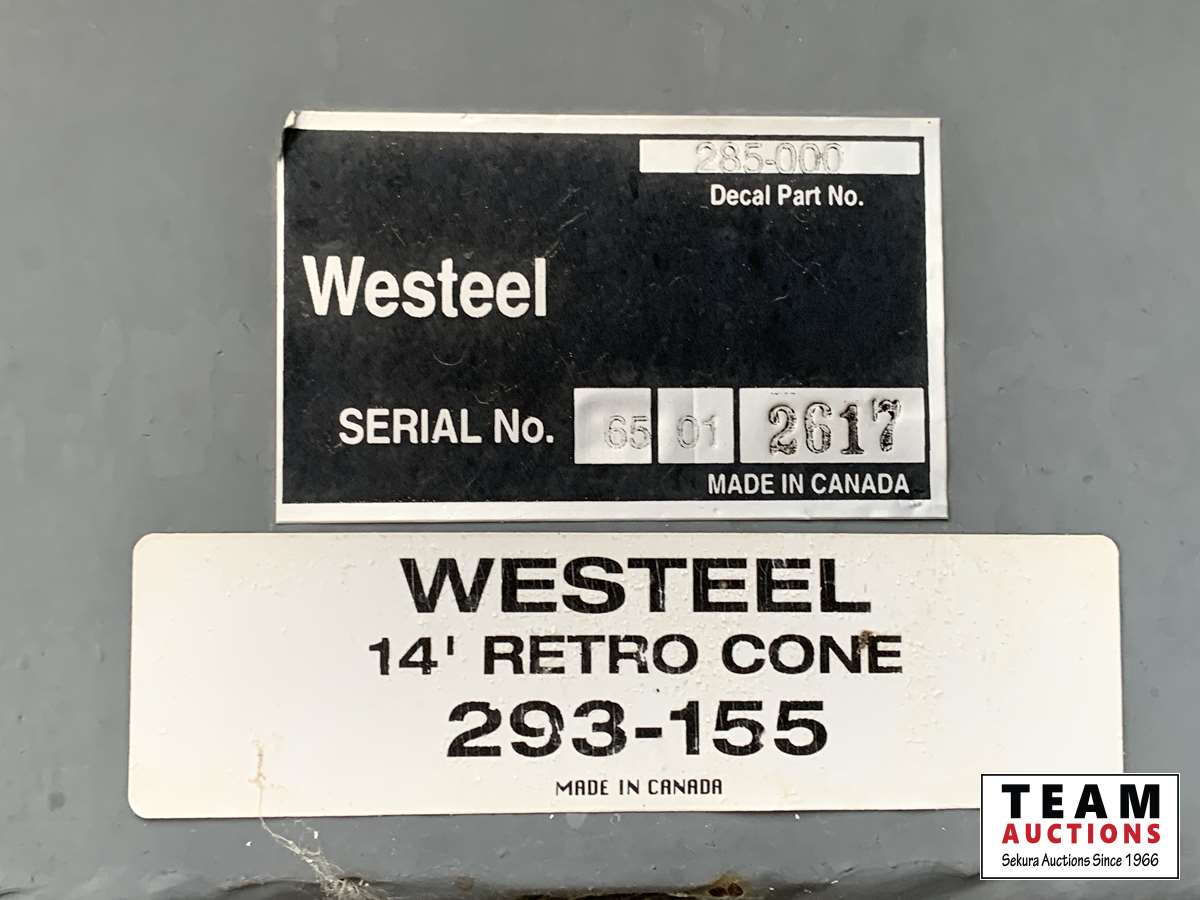 285-000
Decal Part No.
Westeel
SERIAL No. 65 01 2617
MADE IN CANADA
WESTEEL
14' RETRO CONE
293-155
MADE IN CANADA
TEAM
AUCTIONS
Sekura Auctions Since 1966